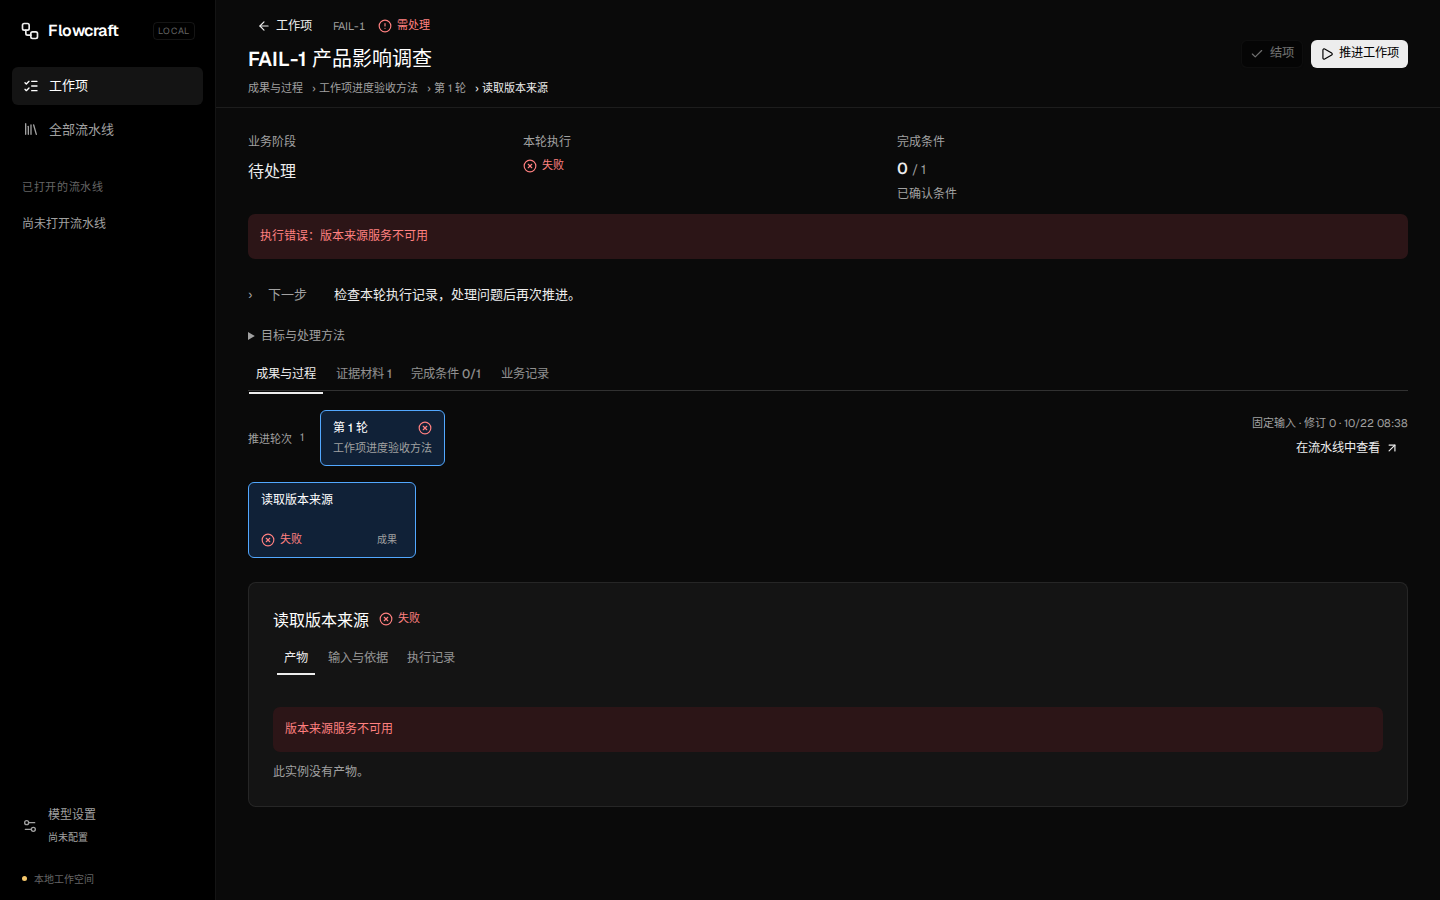 Flowcraft
LOCAL
工作项
全部流水线
已打开的流水线
尚未打开流水线
模型设置
尚未配置
本地工作空间
工作项 FAIL-1 需处理
FAIL-1 产品影响调查
成果与过程 › 工作项进度验收方法 › 第 1 轮 › 读取版本来源
结项
推进工作项
业务阶段
待处理
本轮执行
失败
完成条件
0 / 1
已确认条件
执行错误：版本来源服务不可用
› 下一步 检查本轮执行记录，处理问题后再次推进。
▶ 目标与处理方法
成果与过程 证据材料 1 完成条件 0/1 业务记录
推进轮次 1
第 1 轮
工作项进度验收方法
固定输入 · 修订 0 · 10/22 08:38
在流水线中查看
读取版本来源
失败 成果
读取版本来源 失败
产物 输入与依据 执行记录
版本来源服务不可用
此实例没有产物。